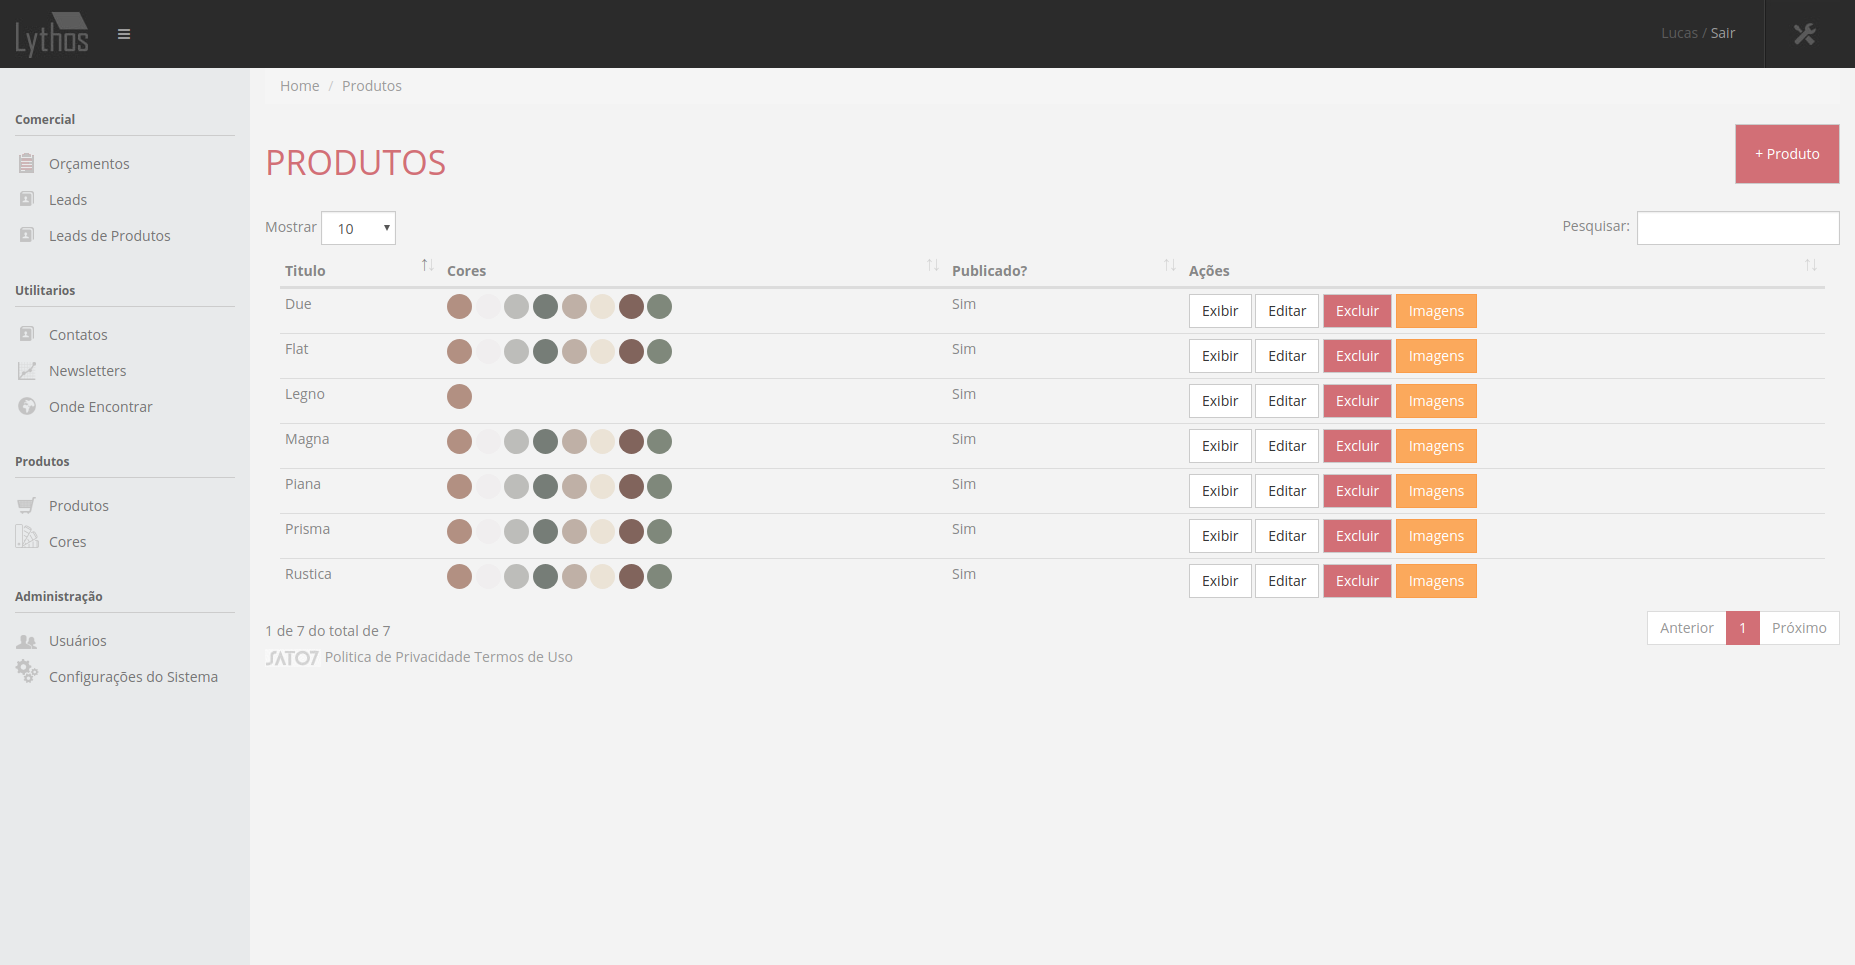 Lythos
Lucas / Sair
Home / Produtos
Comercial
Orçamentos
Leads
Leads de Produtos
Utilitarios
Contatos
Newsletters
Onde Encontrar
Produtos
Produtos
Cores
Administração
Usuários
Configurações do Sistema
PRODUTOS
+ Produto
Mostrar 10
Pesquisar:
Titulo Cores Publicado? Ações
Due Sim Exibir Editar Excluir Imagens
Flat Sim Exibir Editar Excluir Imagens
Legno Sim Exibir Editar Excluir Imagens
Magna Sim Exibir Editar Excluir Imagens
Piana Sim Exibir Editar Excluir Imagens
Prisma Sim Exibir Editar Excluir Imagens
Rustica Sim Exibir Editar Excluir Imagens
1 de 7 do total de 7
Anterior 1 Próximo
SATO7 Politica de Privacidade Termos de Uso